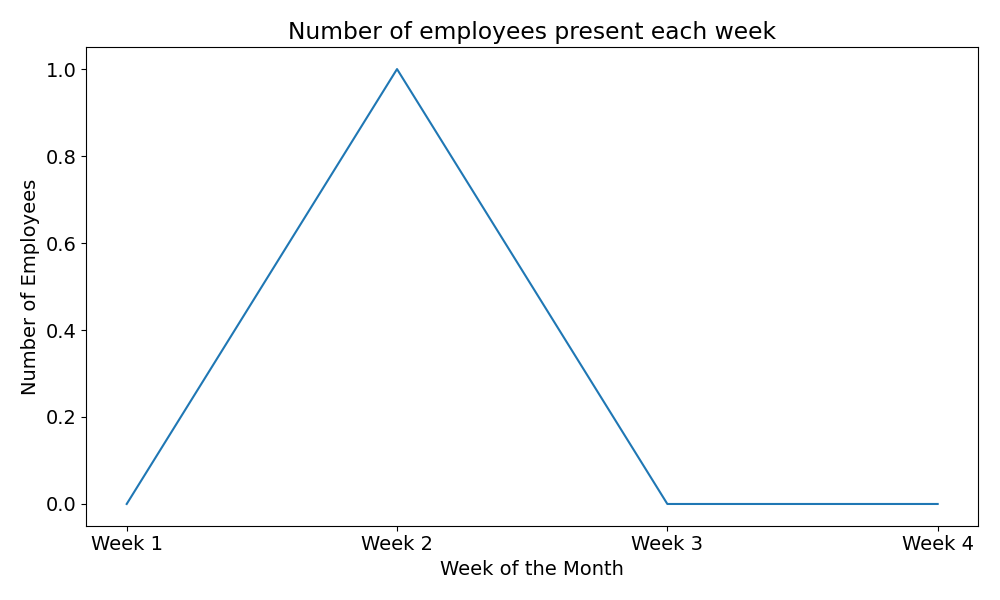 Number of employees present each week
Number of Employees
1.0
0.8
0.6
0.4
0.2
0.0
Week 1 Week 2 Week 3 Week 4
Week of the Month